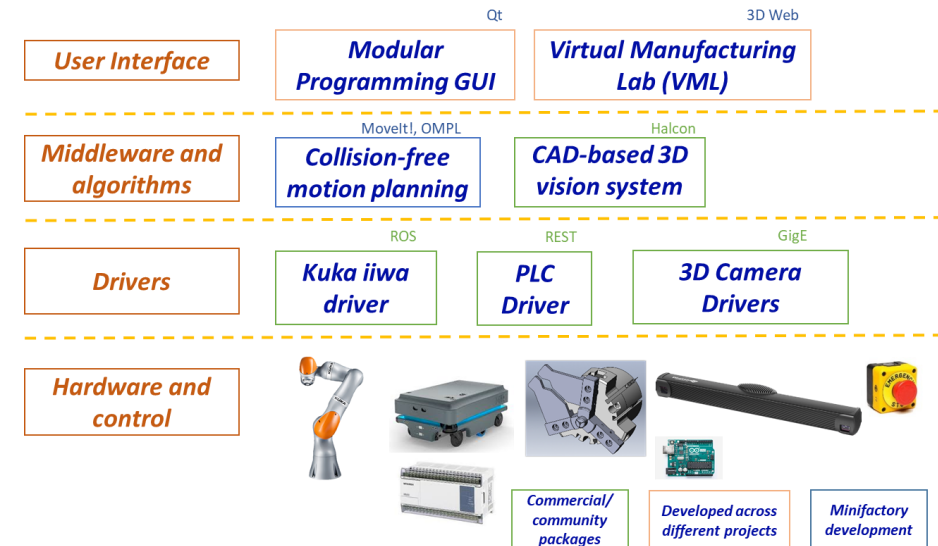 Qt
3D Web
User Interface
Modular
Programming GUI
Virtual Manufacturing
Lab (VML)
MoveIt!, OMPL
Halcon
Middleware and
algorithms
Collision-free
motion planning
CAD-based 3D
vision system
ROS
REST
GigE
Drivers
Kuka iiwa
driver
PLC
Driver
3D Camera
Drivers
Hardware and
control
EMERGENCY
Commercial/
community
packages
Developed across
different projects
Minifactory
development